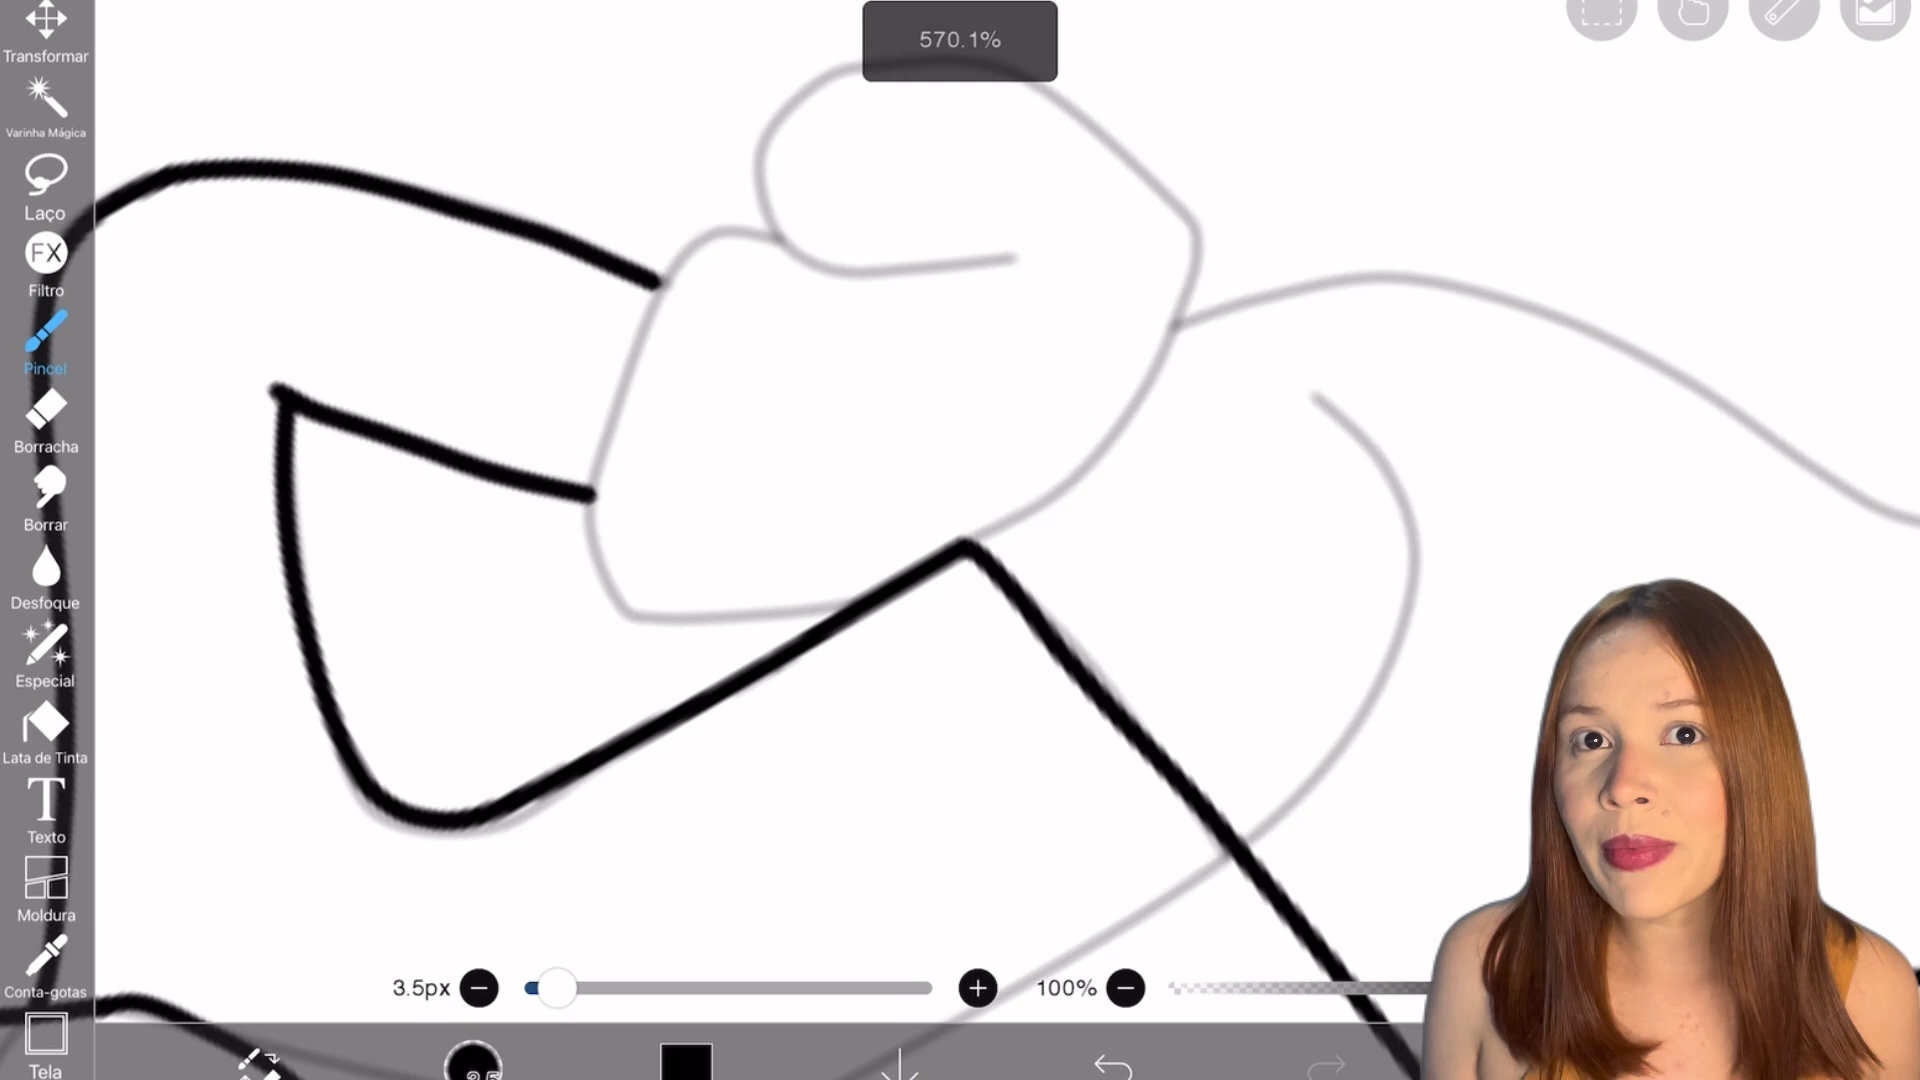 570.1%
Transformar
Varinha Mágica
Laço
FX
Filtro
Pincel
Borracha
Borrar
Desfoque
Especial
Lata de Tinta
T
Texto
Moldura
Conta-gotas
Tela
3.5px
100%